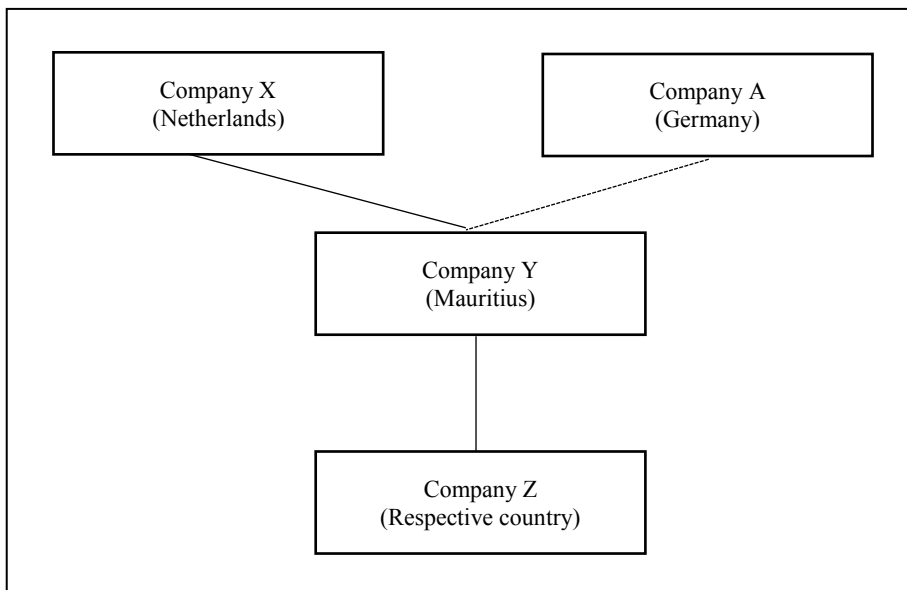 Company X
(Netherlands)
Company A
(Germany)
Company Y
(Mauritius)
Company Z
(Respective country)